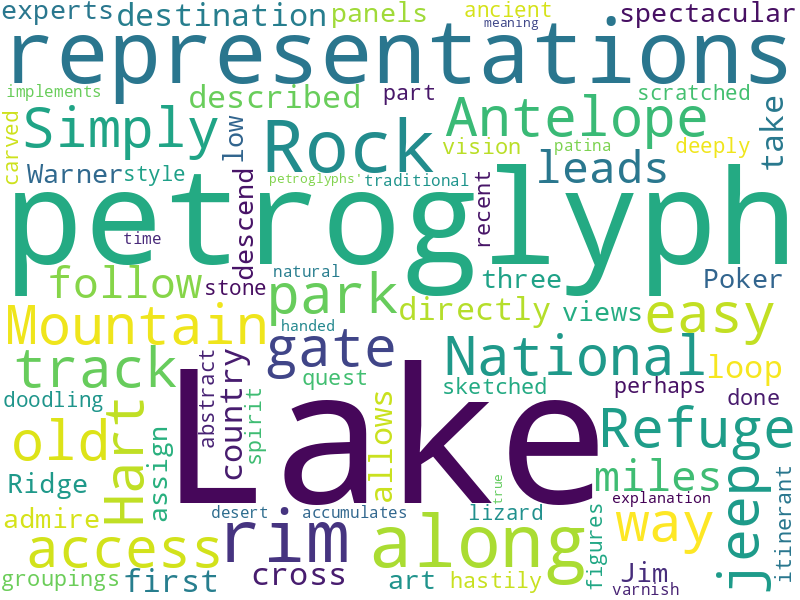 experts destination panels ancient spectacular
meaning
representations
implements described part scratched
carved Simply low Rock Antelope take
vision patina deeply
Warner style leads
descend petroglyphs' traditional recent
petroglyph
time
natural
follow stone park three Poker
directly views easy
Mountain handed
gate National loop
track abstract country quest sketched perhaps done
doodling Lake
Hart spirit allows Refuge
old assign
Ridge miles jeep itinerant
true explanation
admire desert accumulates lizard
rim along figures way
access
groupings first cross art hastily Jim
varnish